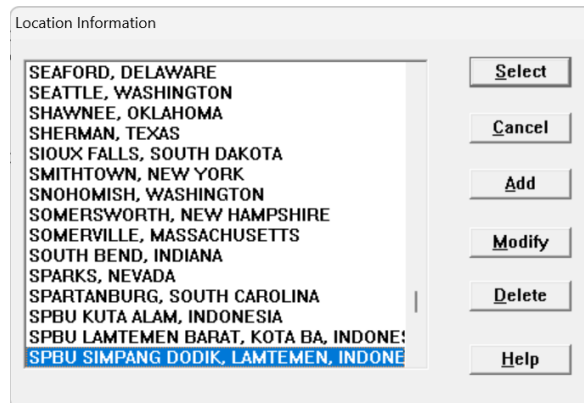 Location Information
SEAFORD, DELAWARE
SEATTLE, WASHINGTON
SHAWNEE, OKLAHOMA
SHERMAN, TEXAS
SIOUX FALLS, SOUTH DAKOTA
SMITHTOWN, NEW YORK
SNOHOMISH, WASHINGTON
SOMERSWORTH, NEW HAMPSHIRE
SOMERVILLE, MASSACHUSETTS
SOUTH BEND, INDIANA
SPARKS, NEVADA
SPARTANBURG, SOUTH CAROLINA
SPBU KUTA ALAM, INDONESIA
SPBU LAMTEMEN BARAT, KOTA BA, INDONES
SPBU SIMPANG DODIK, LAMTEMEN, INDONE
Select
Cancel
Add
Modify
Delete
Help